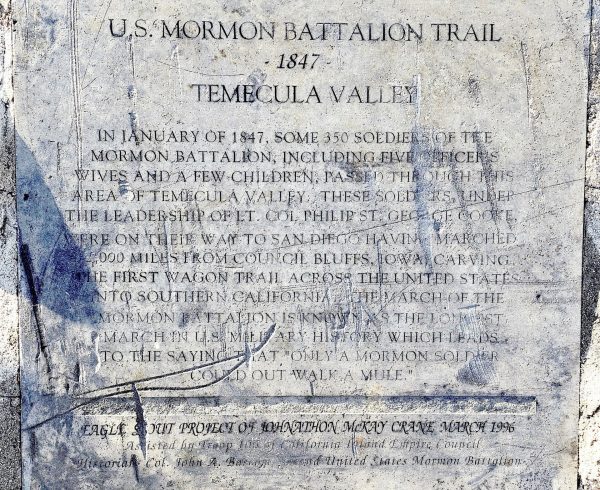 U.S. MORMON BATTALION TRAIL
- 1847 -
TEMECULA VALLEY
IN JANUARY OF 1847, SOME 350 SOLDIERS OF THE
MORMON BATTALION, INCLUDING FIVE OFFICER'S
WIVES AND A FEW CHILDREN, PASSED THROUGH THIS
AREA OF TEMECULA VALLEY. THESE SOLDIERS, UNDER
THE LEADERSHIP OF LT. COL. PHILIP ST. GEORGE COOKE,
WERE ON THEIR WAY TO SAN DIEGO HAVING MARCHED
,000 MILES FROM COUNCIL BLUFFS, IOWA, CARVING
THE FIRST WAGON TRAIL ACROSS THE UNITED STATES
INTO SOUTHERN CALIFORNIA. THE MARCH OF THE
MORMON BATTALION IS KNOWN AS THE LONGEST
MARCH IN U.S. MILITARY HISTORY WHICH LEADS
TO THE SAYING THAT "ONLY A MORMON SOLDIER
COULD OUT WALK A MULE."
EAGLE SCOUT PROJECT OF JOHNATHON McKAY CRANE MARCH 1996
Assisted by Troop of California Inland Empire Council
Historian Col. John A. United States Mormon Battalion